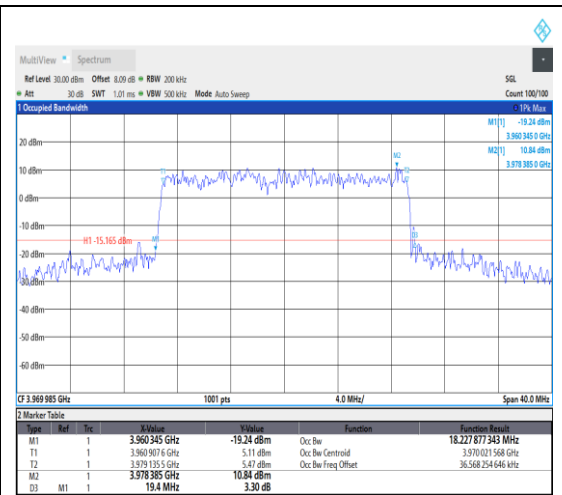 MultiView Spectrum
Ref Level 30.00 dBm Offset 8.09 dB RBW 200 kHz SGL
Att 30 dB SWT 1.01 ms VBW 500 kHz Mode Auto Sweep Count 100/100
1 Occupied Bandwidth 1Pk Max
M1[1] -19.24 dBm
3.960 345 0 GHz
M2[1] 10.84 dBm
3.978 385 0 GHz
20 dBm
M2
10 dBm
T1 T2
0 dBm
-10 dBm
H1 -15.165 dBm M1 D3
-20 dBm
-30 dBm
-40 dBm
-50 dBm
-60 dBm
CF 3.969 985 GHz 1001 pts 4.0 MHz/ Span 40.0 MHz
2 Marker Table
Type Ref Trc X-Value Y-Value Function Function Result
M1 1 3.960 345 GHz -19.24 dBm Occ Bw 18.227 877 343 MHz
T1 1 3.960 907 6 GHz 5.11 dBm Occ Bw Centroid 3.970 021 568 GHz
T2 1 3.979 135 5 GHz 5.47 dBm Occ Bw Freq Offset 36.568 254 646 kHz
M2 1 3.978 385 GHz 10.84 dBm
D3 M1 1 19.4 MHz 3.30 dB